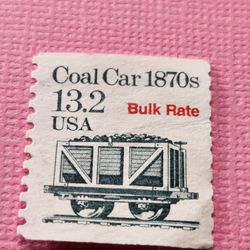 Coal Car 1870s
13.2 Bulk Rate
USA